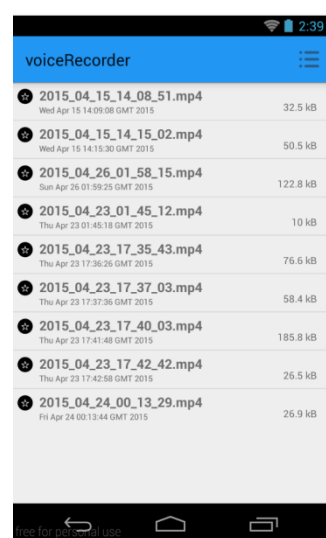 2:39
voiceRecorder
2015_04_15_14_08_51.mp4
Wed Apr 15 14:09:08 GMT 2015
32.5 kB
2015_04_15_14_15_02.mp4
Wed Apr 15 14:15:30 GMT 2015
50.5 kB
2015_04_26_01_58_15.mp4
Sun Apr 26 01:59:25 GMT 2015
122.8 kB
2015_04_23_01_45_12.mp4
Thu Apr 23 01:45:18 GMT 2015
10 kB
2015_04_23_17_35_43.mp4
Thu Apr 23 17:36:26 GMT 2015
76.6 kB
2015_04_23_17_37_03.mp4
Thu Apr 23 17:37:36 GMT 2015
58.4 kB
2015_04_23_17_40_03.mp4
Thu Apr 23 17:41:48 GMT 2015
185.8 kB
2015_04_23_17_42_42.mp4
Thu Apr 23 17:42:58 GMT 2015
26.5 kB
2015_04_24_00_13_29.mp4
Fri Apr 24 00:13:44 GMT 2015
26.9 kB
free for personal use